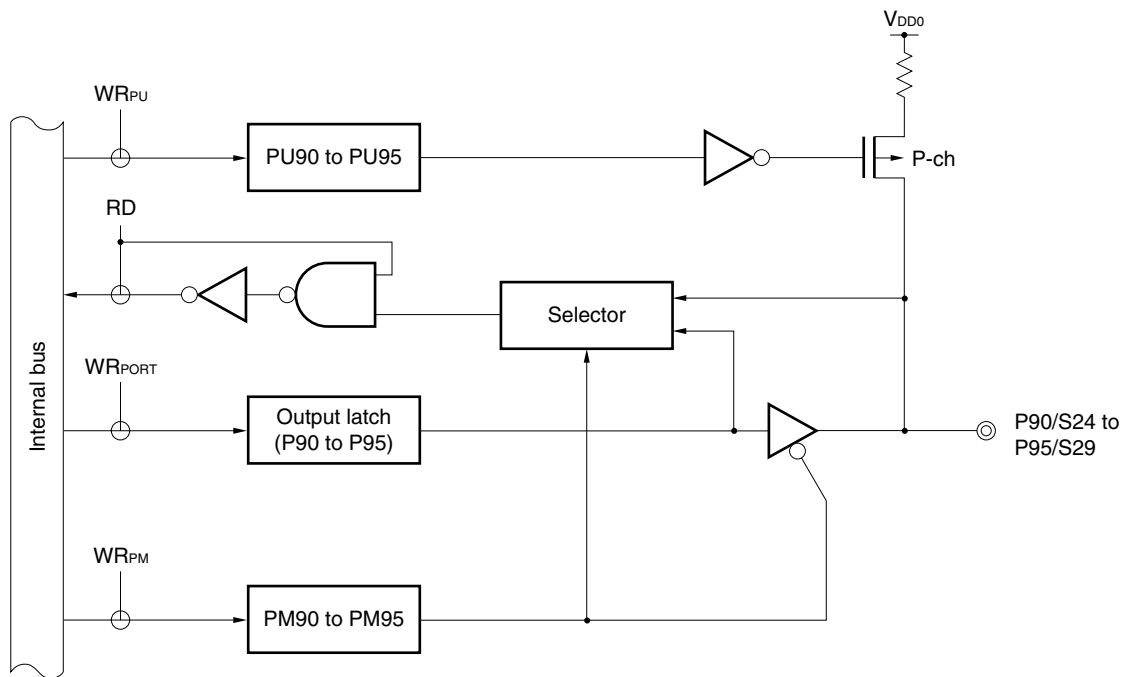 VDD0
WRPU
PU90 to PU95
P-ch
RD
Selector
Internal bus
WRPORT
Output latch
(P90 to P95)
P90/S24 to
P95/S29
WRPM
PM90 to PM95